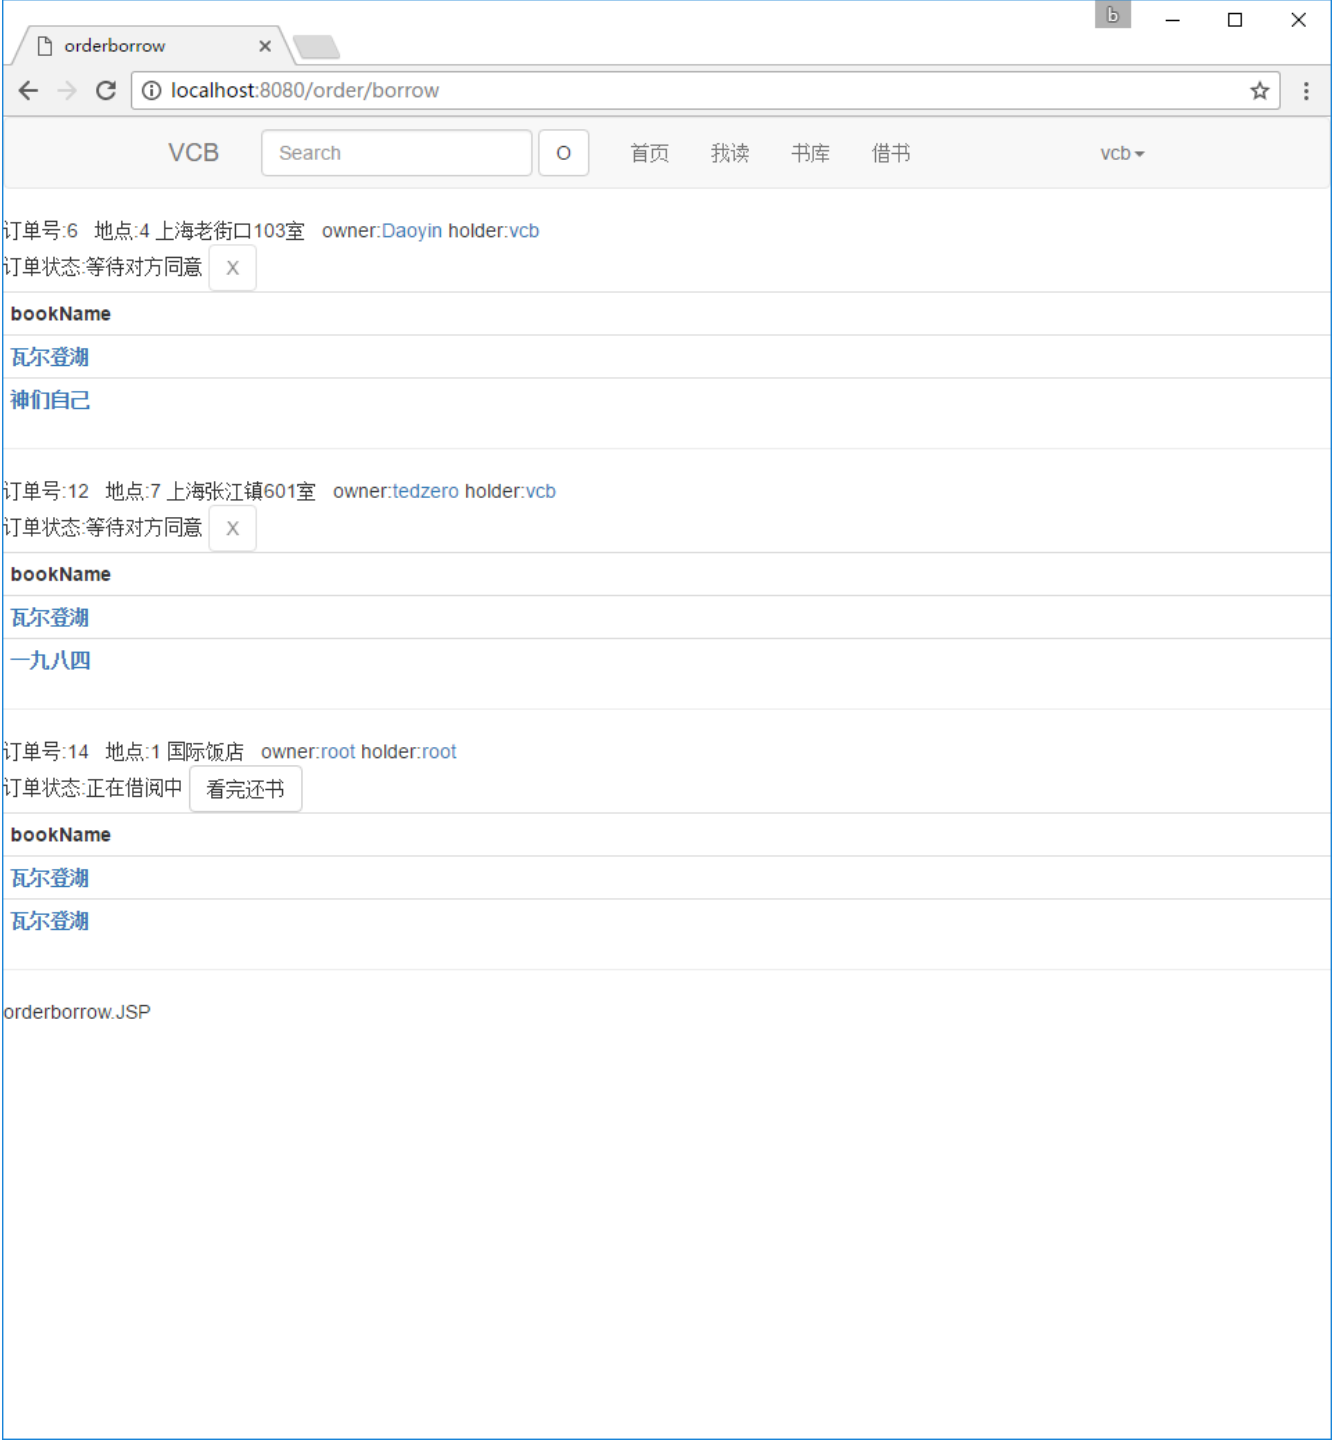 b
orderborrow
localhost:8080/order/borrow
VCB Search O 首页 我读 书库 借书 vcb
订单号:6 地点:4 上海老街口103室 owner:Daoyin holder:vcb
订单状态:等待对方同意 X
bookName
瓦尔登湖
神们自己
订单号:12 地点:7 上海张江镇601室 owner:tedzero holder:vcb
订单状态:等待对方同意 X
bookName
瓦尔登湖
一九八四
订单号:14 地点:1 国际饭店 owner:root holder:root
订单状态:正在借阅中 看完还书
bookName
瓦尔登湖
瓦尔登湖
orderborrow.JSP